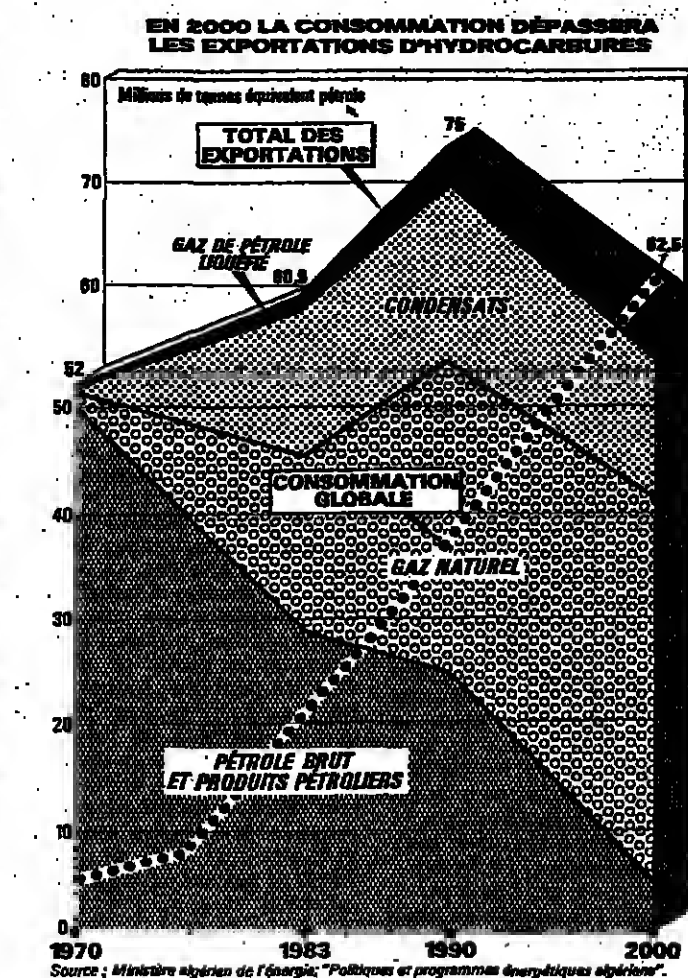 EN 2000 LA CONSOMMATION DÉPASSERA
LES EXPORTATIONS D'HYDROCARBURES
80
Millions de tonnes équivalent pétrole
TOTAL DES
EXPORTATIONS
75
70
GAZ DE PÉTROLE
LIQUÉFIÉ
60,3
62,5
60
CONDENSATS
52
50
CONSOMMATION
GLOBALE
40
GAZ NATUREL
30
20
PÉTROLE BRUT
ET PRODUITS PÉTROLIERS
10
0
1970
1983
1990
2000
Source : Ministère algérien de l'énergie; "Politiques et programmes énergétiques algériens".